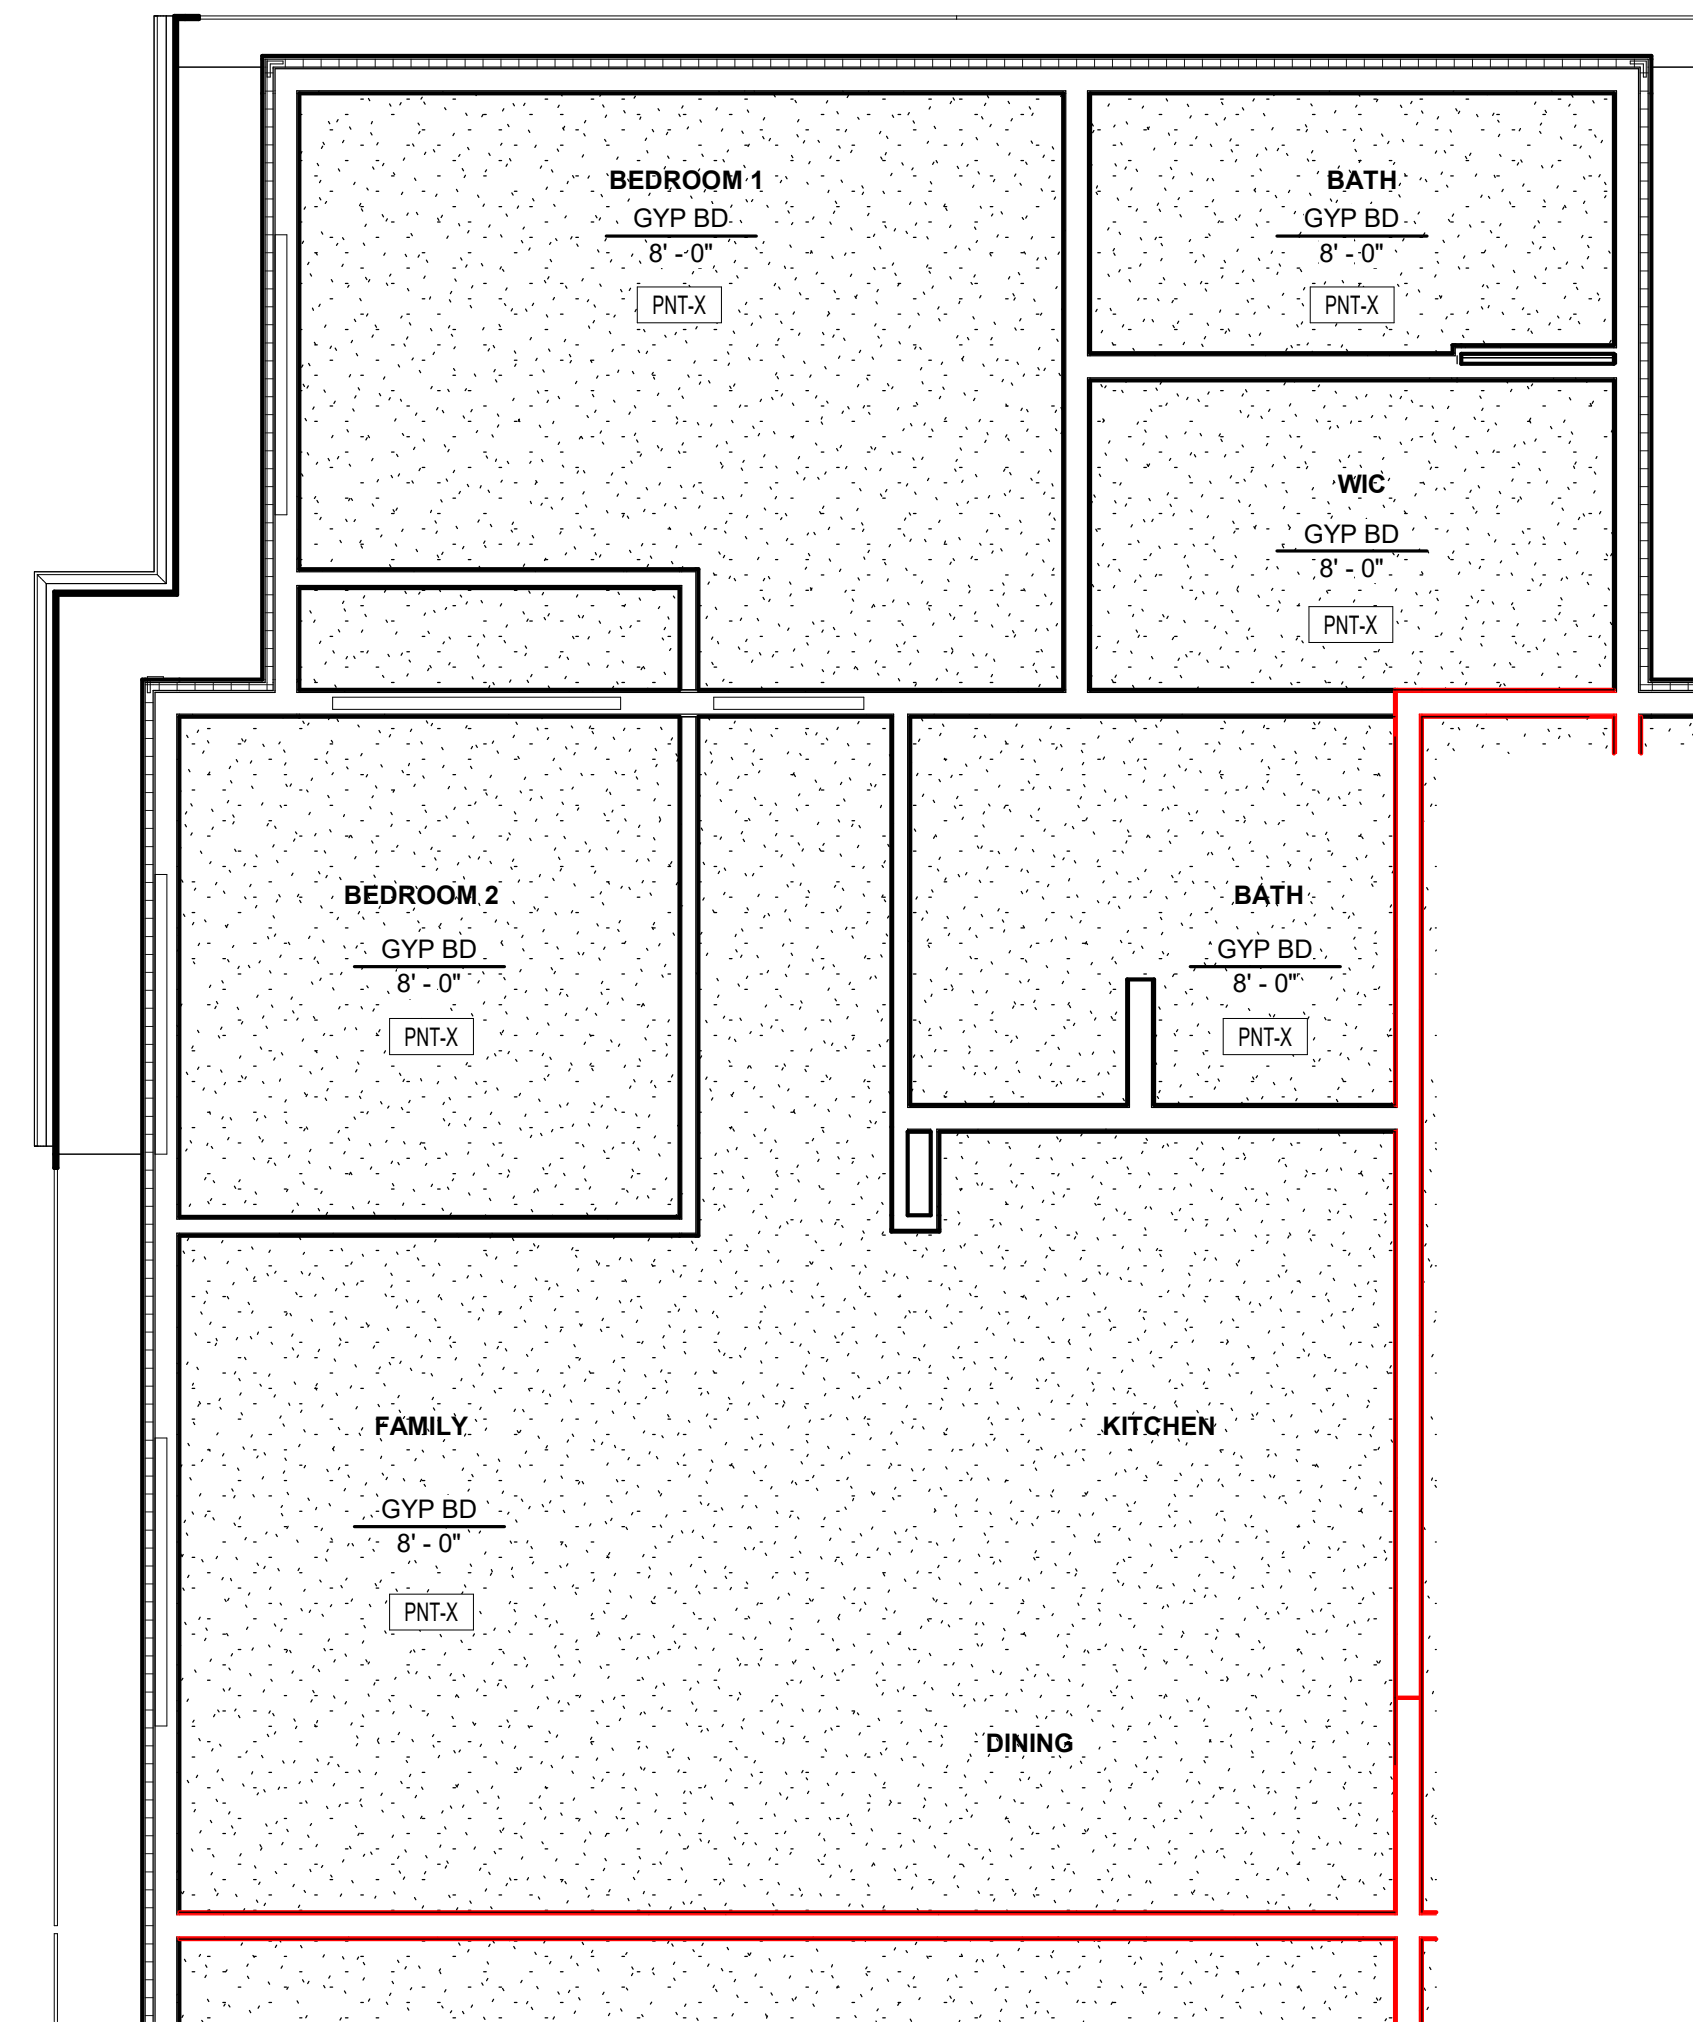 BEDROOM 1
GYP BD
8' - 0"
PNT-X
BATH
GYP BD
8' - 0"
PNT-X
WIC
GYP BD
8' - 0"
PNT-X
BEDROOM 2
GYP BD
8' - 0"
PNT-X
BATH
GYP BD
8' - 0"
PNT-X
FAMILY
GYP BD
8' - 0"
PNT-X
KITCHEN
DINING